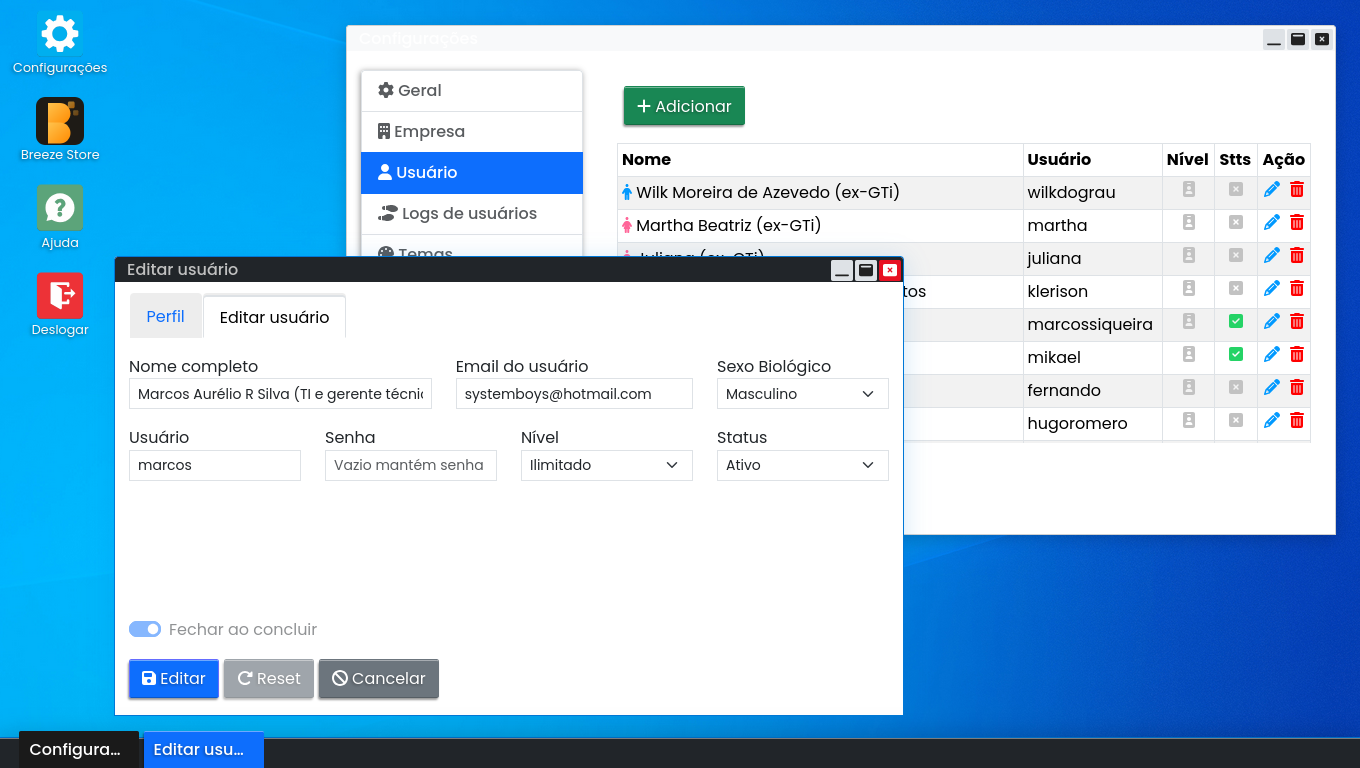 Configurações
Breeze Store
Ajuda
Deslogar
Configurações
Geral
Empresa
Usuário
Logs de usuários
Temas
Adicionar
Nome Usuário Nível Stts Ação
Wilk Moreira de Azevedo (ex-GTi) wilkdograu
Martha Beatriz (ex-GTi) martha
Juliana (ex-GTi) juliana
tos klerison
marcossiqueira
mikael
fernando
hugoromero
Editar usuário
Perfil Editar usuário
Nome completo Email do usuário Sexo Biológico
Marcos Aurélio R Silva (TI e gerente técni systemboys@hotmail.com Masculino
Usuário Senha Nível Status
marcos Vazio mantém senha Ilimitado Ativo
Fechar ao concluir
Editar Reset Cancelar
Configura... Editar usu...